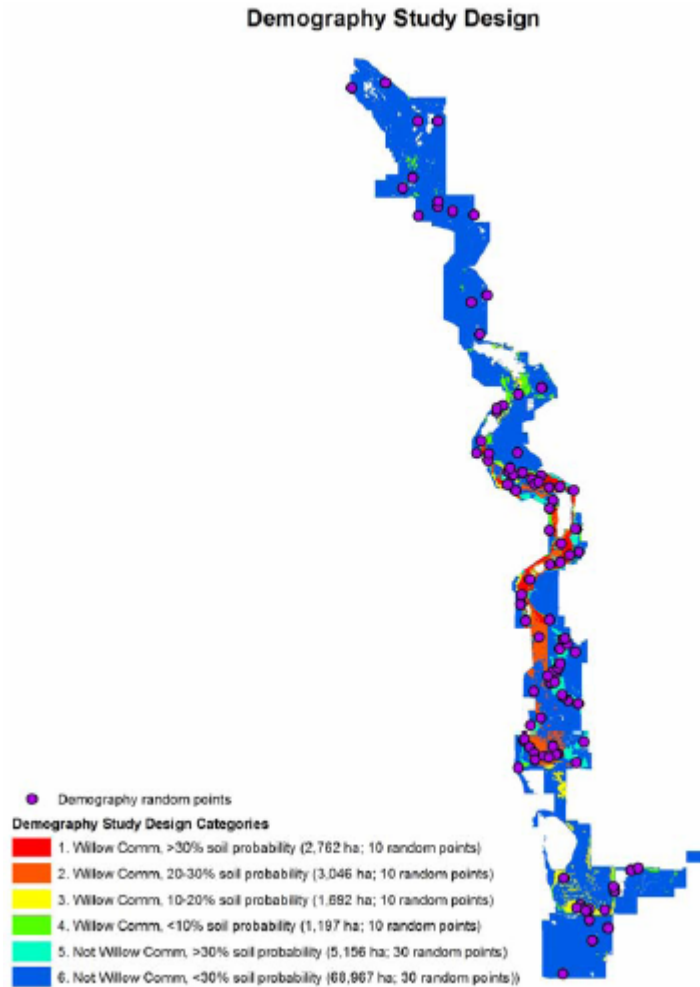 Demography Study Design
Demography random points
Demography Study Design Categories
1. Willow Comm, >30% soil probability (2,762 ha; 10 random points)
2. Willow Comm, 20-30% soil probability (3,046 ha; 10 random points)
3. Willow Comm, 10-20% soil probability (1,692 ha; 10 random points)
4. Willow Comm, <10% soil probability (1,197 ha; 10 random points)
5. Not Willow Comm, >30% soil probability (5,156 ha; 30 random points)
6. Not Willow Comm, <30% soil probability (68,967 ha; 30 random points))